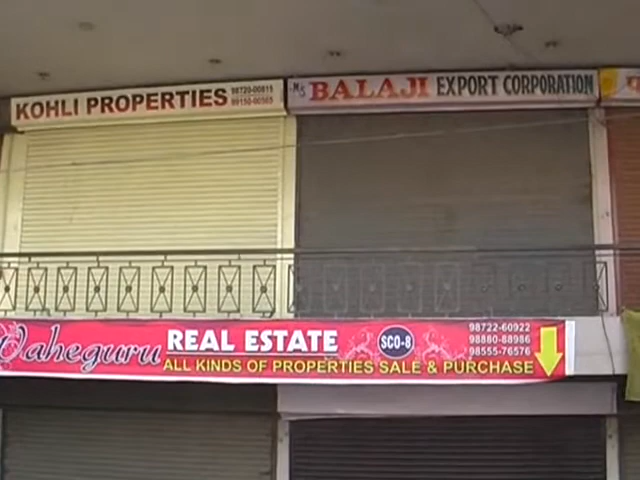 KOHLI PROPERTIES
98720-00815
99150-00565
M/S BALAJI EXPORT CORPORATION
Waheguru REAL ESTATE
SCO-8
ALL KINDS OF PROPERTIES SALE & PURCHASE
98722-60922
98880-88986
98555-76576